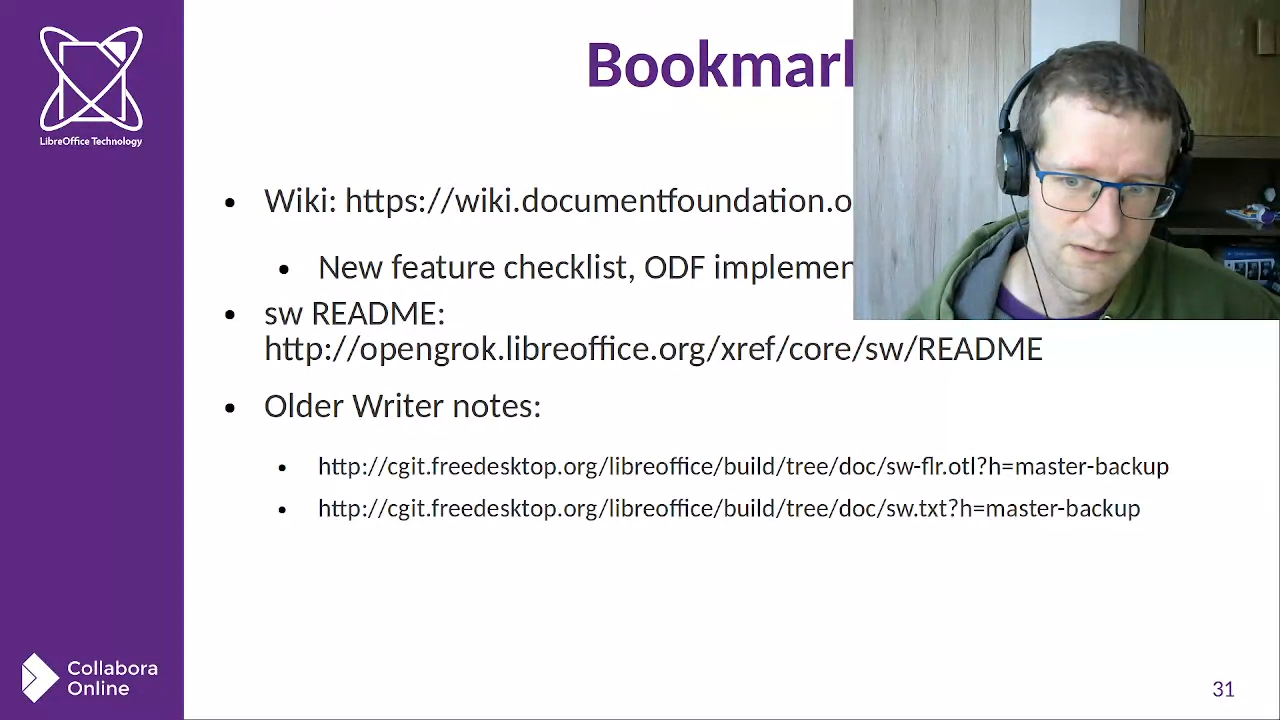 LibreOffice Technology
Bookmark
Wiki: https://wiki.documentfoundation.o
New feature checklist, ODF implemen
sw README:
http://opengrok.libreoffice.org/xref/core/sw/README
Older Writer notes:
http://cgit.freedesktop.org/libreoffice/build/tree/doc/sw-flr.otl?h=master-backup
http://cgit.freedesktop.org/libreoffice/build/tree/doc/sw.txt?h=master-backup
Collabora
Online
31